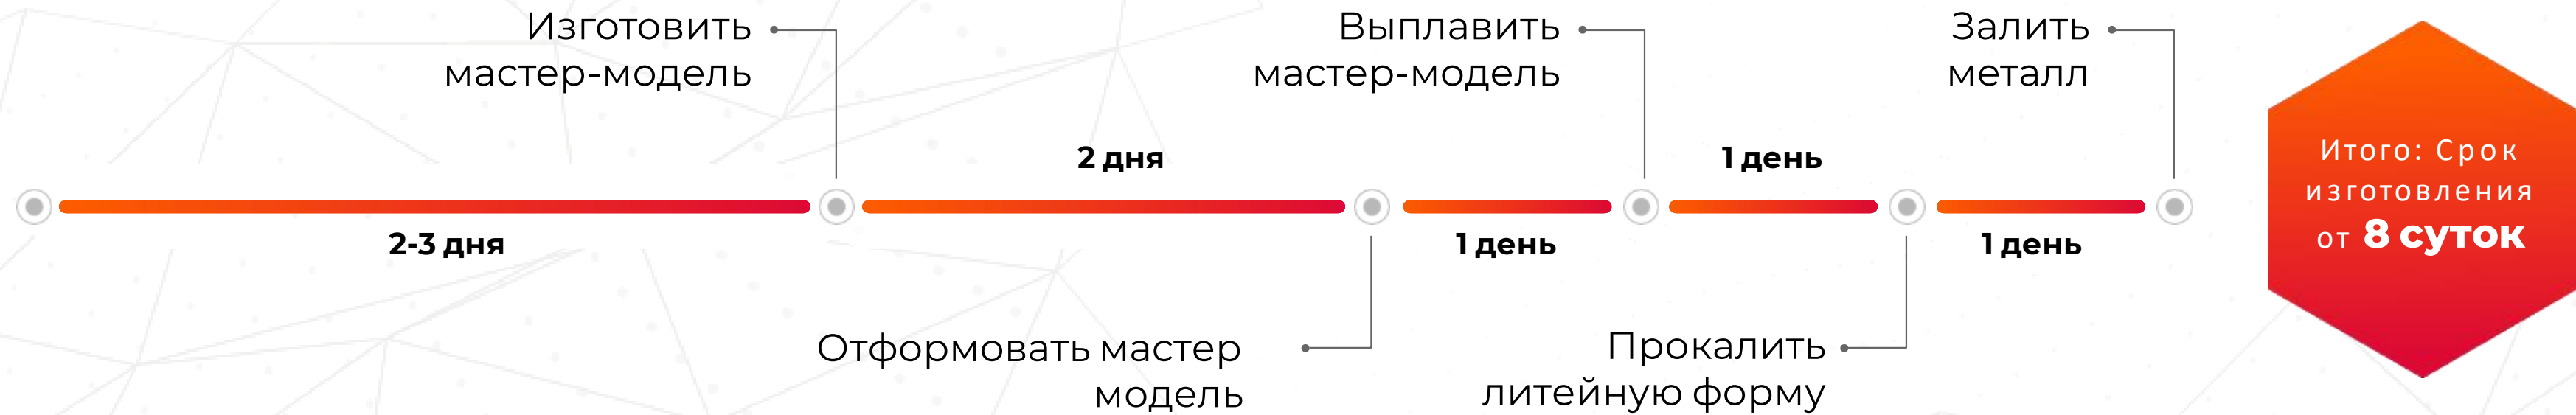 Изготовить
мастер-модель
Выплавить
мастер-модель
Залить
металл
2 дня
1 день
2-3 дня
1 день
1 день
Отформовать мастер
модель
Прокалить
литейную форму
Итого: Срок
изготовления
от 8 суток